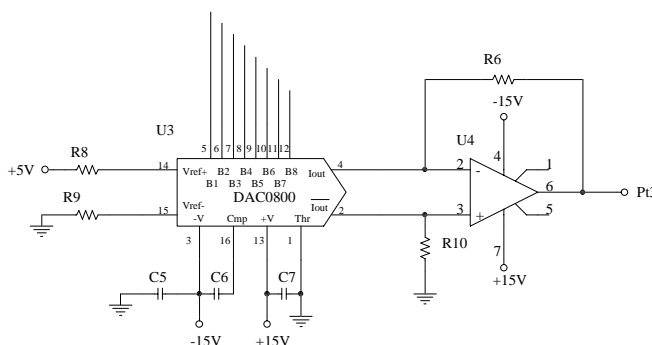 R6
-15V
U3
U4
5 6 7 8 9 10 11 12
4
1
+5V
R8
14
Vref+
B2 B4 B6 B8
Iout
4
2
-
6
B1 B3 B5 B7
DAC0800
Pt3
R9
15
Vref-
Iout
2
3
+
5
-V
Cmp
+V
Thr
3
16
13
1
R10
7
C5
C6
C7
+15V
-15V
+15V